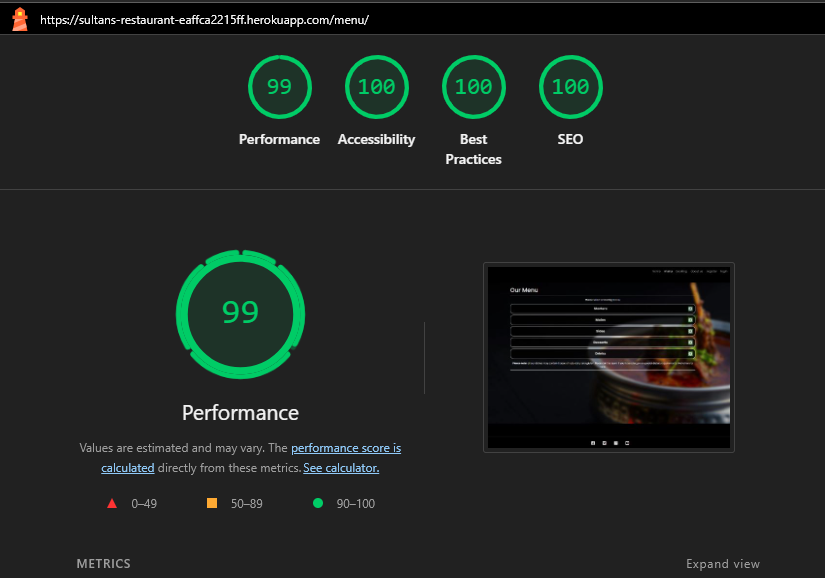 https://sultans-restaurant-eaffca2215ff.herokuapp.com/menu/
99 100 100 100
Performance Accessibility Best Practices SEO
99
Performance
Values are estimated and may vary. The performance score is
calculated directly from these metrics. See calculator.
0–49 50–89 90–100
Our Menu
METRICS Expand view